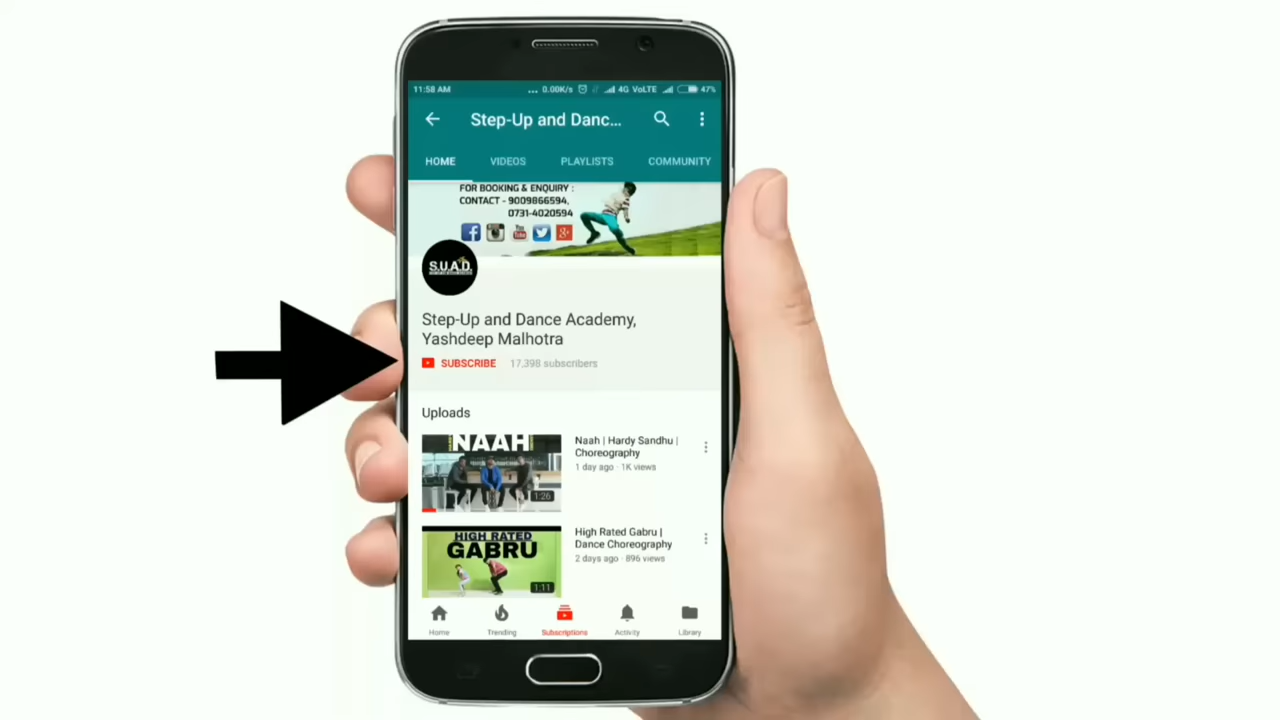 11:58 AM ... 0.00K/s 4G VoLTE 47%
Step-Up and Danc...
HOME VIDEOS PLAYLISTS COMMUNITY
FOR BOOKING & ENQUIRY :
CONTACT - 9009866594,
0731-4020594
S.U.A.D.
Step-Up and Dance Academy,
Yashdeep Malhotra
SUBSCRIBE 17,398 subscribers
Uploads
NAAH
1:26
Naah | Hardy Sandhu |
Choreography
1 day ago · 1K views
HIGH RATED
GABRU
1:11
High Rated Gabru |
Dance Choreography
2 days ago · 896 views
Home Trending Subscriptions Activity Library